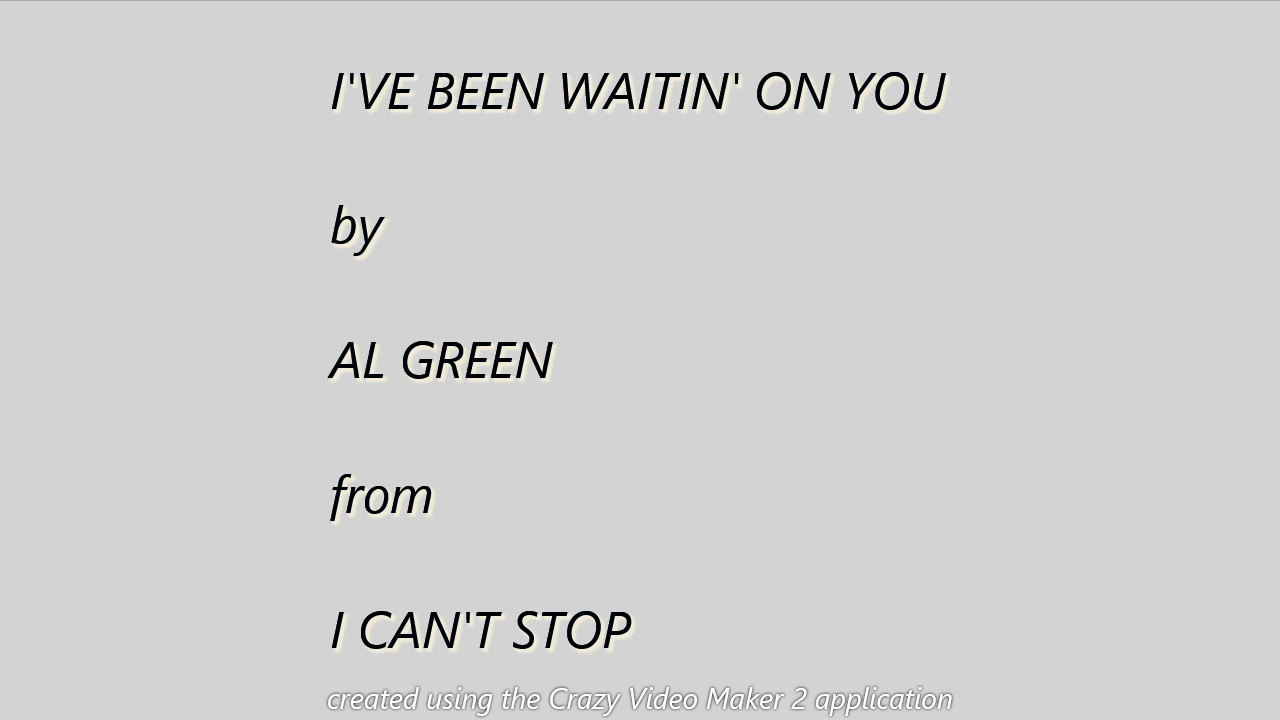 I'VE BEEN WAITIN' ON YOU
by
AL GREEN
from
I CAN'T STOP
created using the Crazy Video Maker 2 application